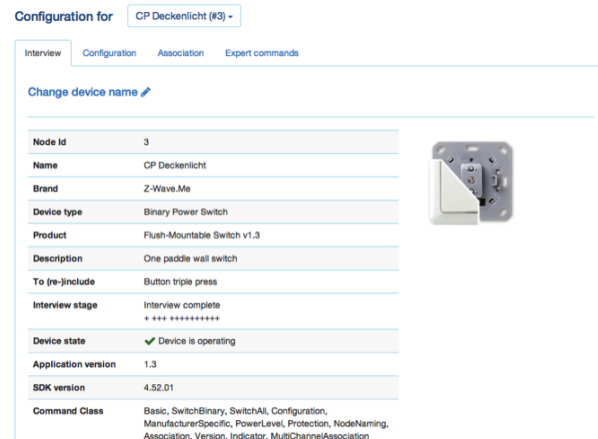 Configuration for CP Deckenlicht (#3)
Interview Configuration Association Expert commands
Change device name
Node Id 3
Name CP Deckenlicht
Brand Z-Wave.Me
Device type Binary Power Switch
Product Flush-Mountable Switch v1.3
Description One paddle wall switch
To (re-)include Button triple press
Interview stage Interview complete
+ +++ ++++++++++
Device state Device is operating
Application version 1.3
SDK version 4.52.01
Command Class Basic, SwitchBinary, SwitchAll, Configuration,
ManufacturerSpecific, PowerLevel, Protection, NodeNaming,
Association, Version, Indicator, MultiChannelAssociation